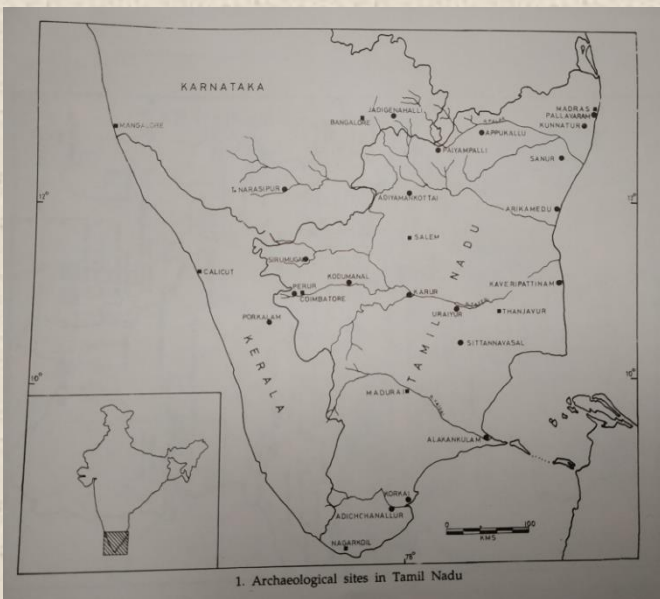 KARNATAKA
JADIGENAHALLI
BANGALORE
MADRAS
PALLAVARAM
KUNNATUR
MANGALORE
APPUKALLU
PAIYAMPALLI
SANUR
T. NARASIPUR
ADIYAMANKOTTAI
ARIKAMEDU
SALEM
SIRUMUGAI
CALICUT
KODUMANAL
KAVERIPATTINAM
PERUR
COIMBATORE
KARUR
URAIYUR
THANJAVUR
PORKALAM
SITTANNAVASAL
KERALA
TAMIL NADU
MADURAI
ALAKANKULAM
KORKAI
ADICHCHANALLUR
NAGARKOIL
0 100
KMS
78
1. Archaeological sites in Tamil Nadu